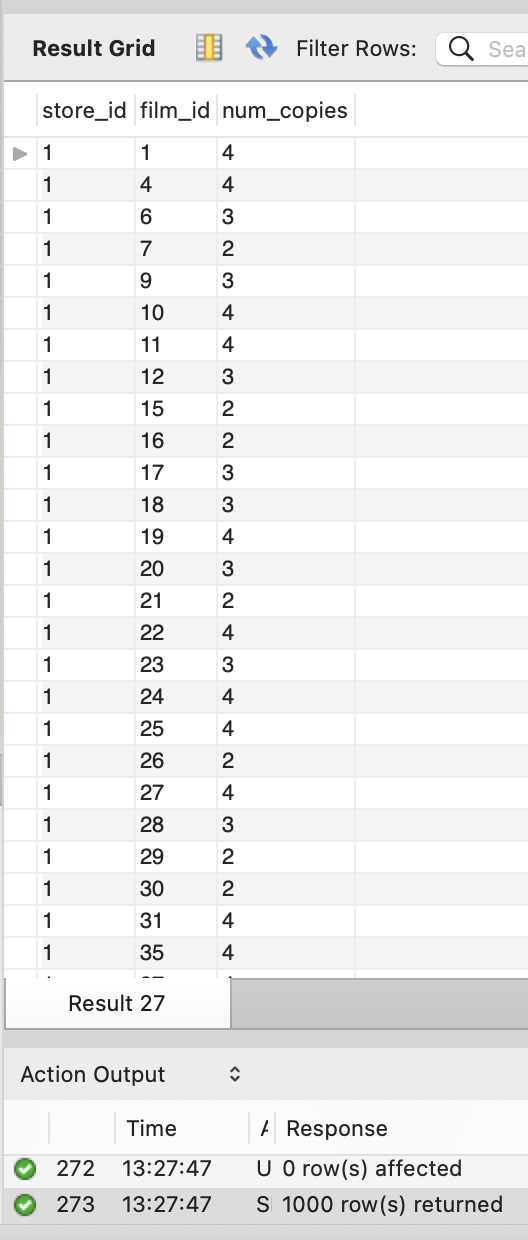 Result Grid Filter Rows: Sea
store_id film_id num_copies
1 1 4
1 4 4
1 6 3
1 7 2
1 9 3
1 10 4
1 11 4
1 12 3
1 15 2
1 16 2
1 17 3
1 18 3
1 19 4
1 20 3
1 21 2
1 22 4
1 23 3
1 24 4
1 25 4
1 26 2
1 27 4
1 28 3
1 29 2
1 30 2
1 31 4
1 35 4
Result 27
Action Output
Time Response
272 13:27:47 U 0 row(s) affected
273 13:27:47 S 1000 row(s) returned